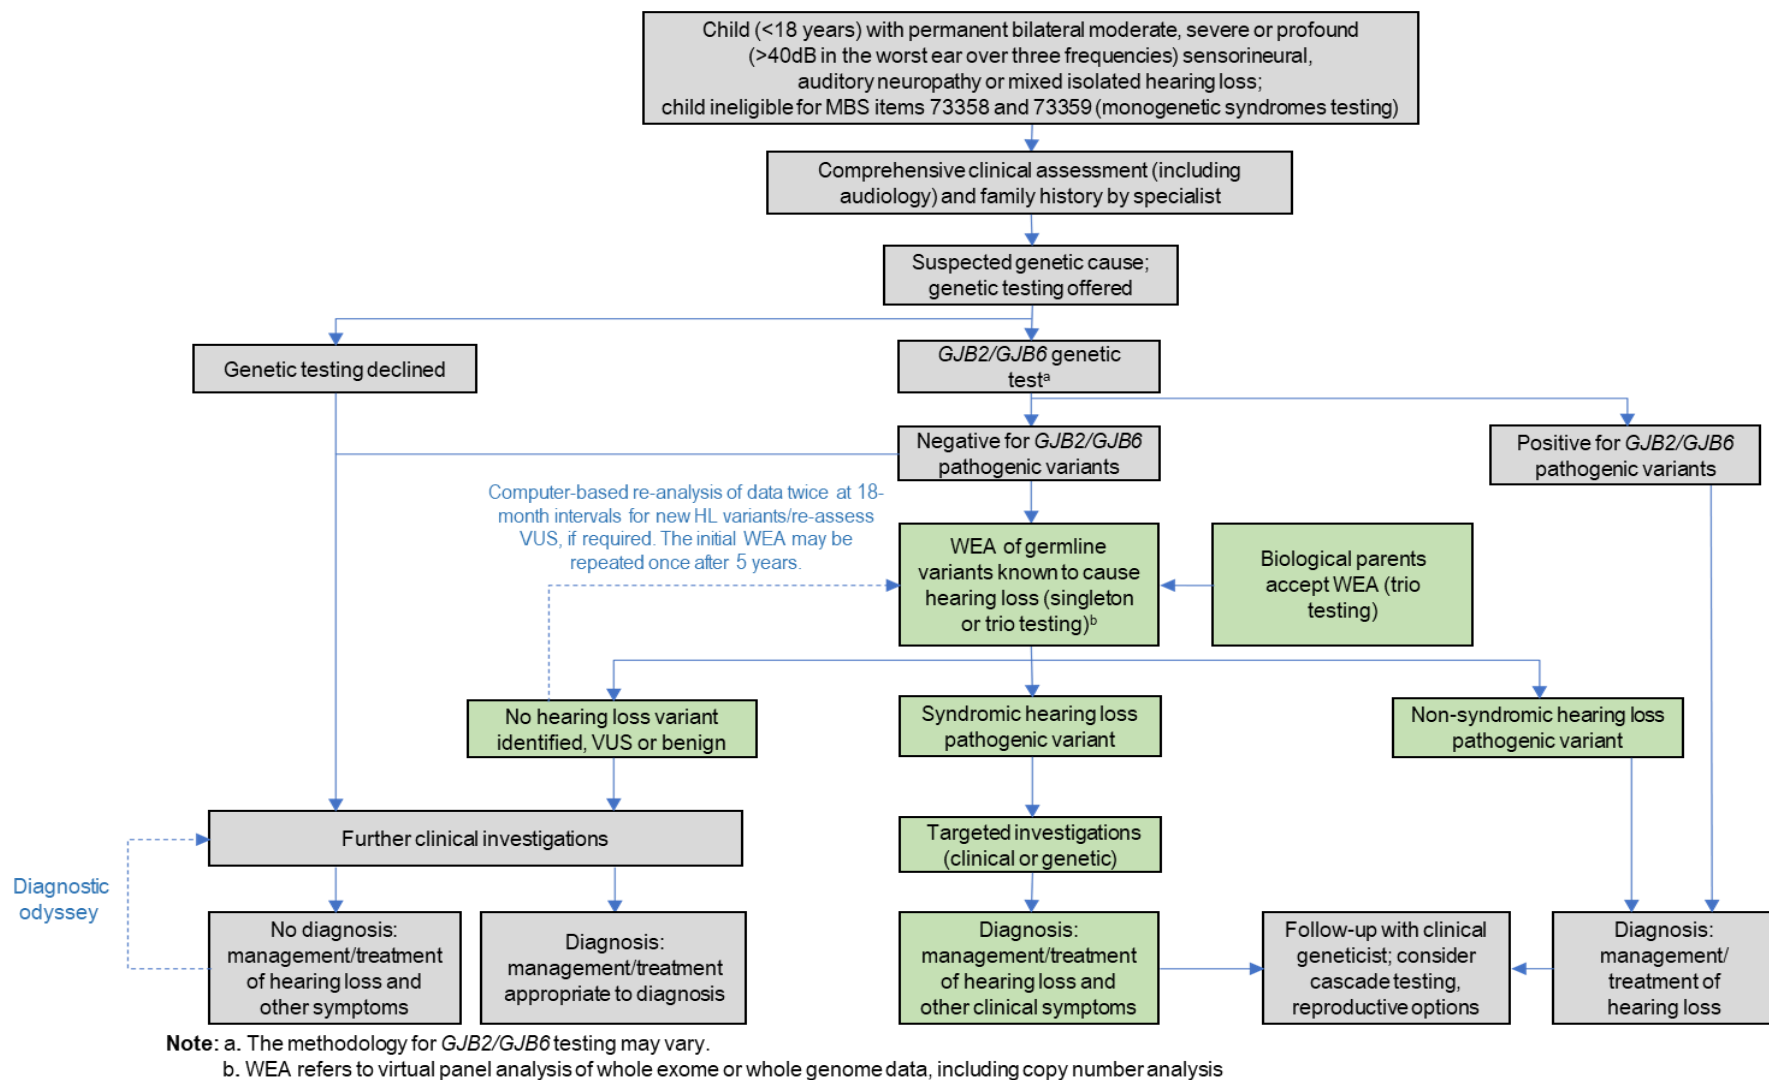 Child (<18 years) with permanent bilateral moderate, severe or profound
(>40dB in the worst ear over three frequencies) sensorineural,
auditory neuropathy or mixed isolated hearing loss;
child ineligible for MBS items 73358 and 73359 (monogenetic syndromes testing)
Comprehensive clinical assessment (including
audiology) and family history by specialist
Suspected genetic cause;
genetic testing offered
Genetic testing declined
GJB2/GJB6 genetic
testᵃ
Negative for GJB2/GJB6
pathogenic variants
Positive for GJB2/GJB6
pathogenic variants
Computer-based re-analysis of data twice at 18-
month intervals for new HL variants/re-assess
VUS, if required. The initial WEA may be
repeated once after 5 years.
WEA of germline
variants known to cause
hearing loss (singleton
or trio testing)ᵇ
Biological parents
accept WEA (trio
testing)
No hearing loss variant
identified, VUS or benign
Syndromic hearing loss
pathogenic variant
Non-syndromic hearing loss
pathogenic variant
Further clinical investigations
Targeted investigations
(clinical or genetic)
Diagnostic
odyssey
No diagnosis:
management/treatment
of hearing loss and
other symptoms
Diagnosis:
management/treatment
appropriate to diagnosis
Diagnosis:
management/treatment
of hearing loss and
other clinical symptoms
Follow-up with clinical
geneticist; consider
cascade testing,
reproductive options
Diagnosis:
management/
treatment of
hearing loss
Note: a. The methodology for GJB2/GJB6 testing may vary.
b. WEA refers to virtual panel analysis of whole exome or whole genome data, including copy number analysis